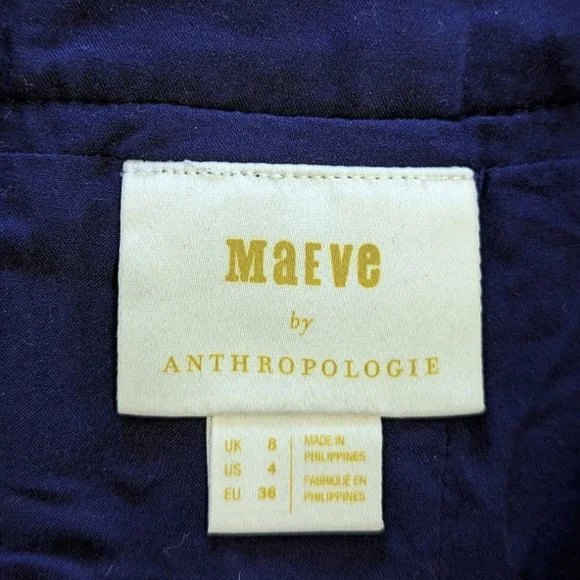 MaEVe
by
ANTHROPOLOGIE
UK 8
US 4
EU 36
MADE IN
PHILIPPINES
FABRIQUÉ EN
PHILIPPINES